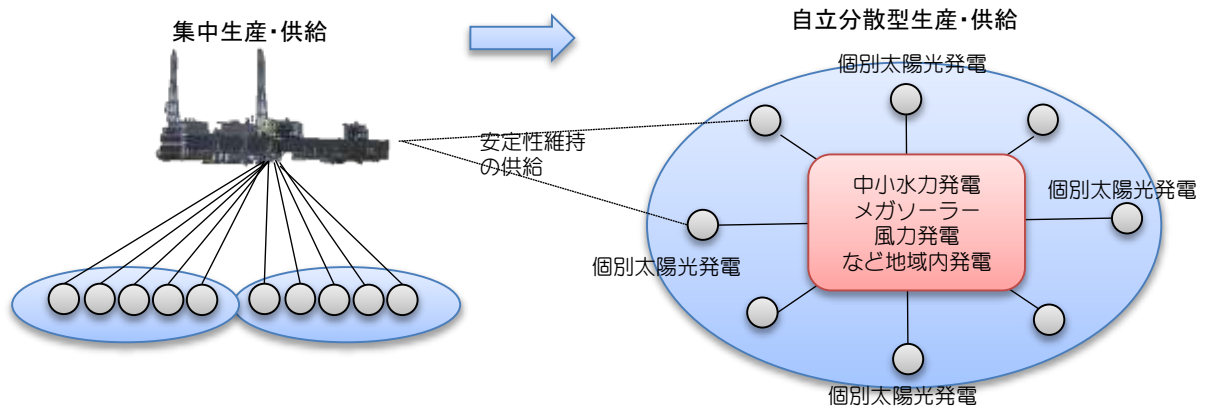 集中生産・供給
自立分散型生産・供給
個別太陽光発電
安定性維持
の供給
中小水力発電
メガソーラー
風力発電
など地域内発電
個別太陽光発電
個別太陽光発電
個別太陽光発電